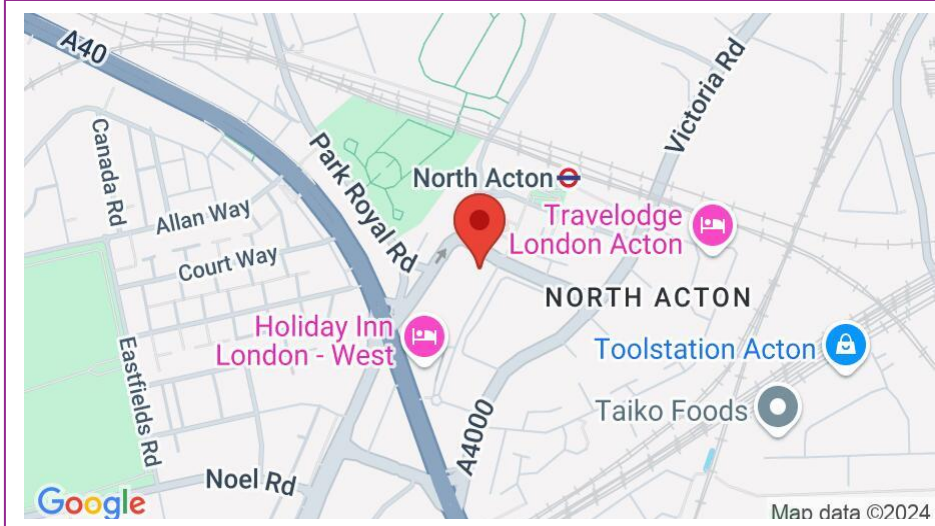 A40
Victoria Rd
Canada Rd
Park Royal Rd
North Acton
Allan Way
Travelodge
London Acton
Court Way
NORTH ACTON
Holiday Inn
London - West
Toolstation Acton
Eastfields Rd
Taiko Foods
A4000
Noel Rd
Google
Map data ©2024